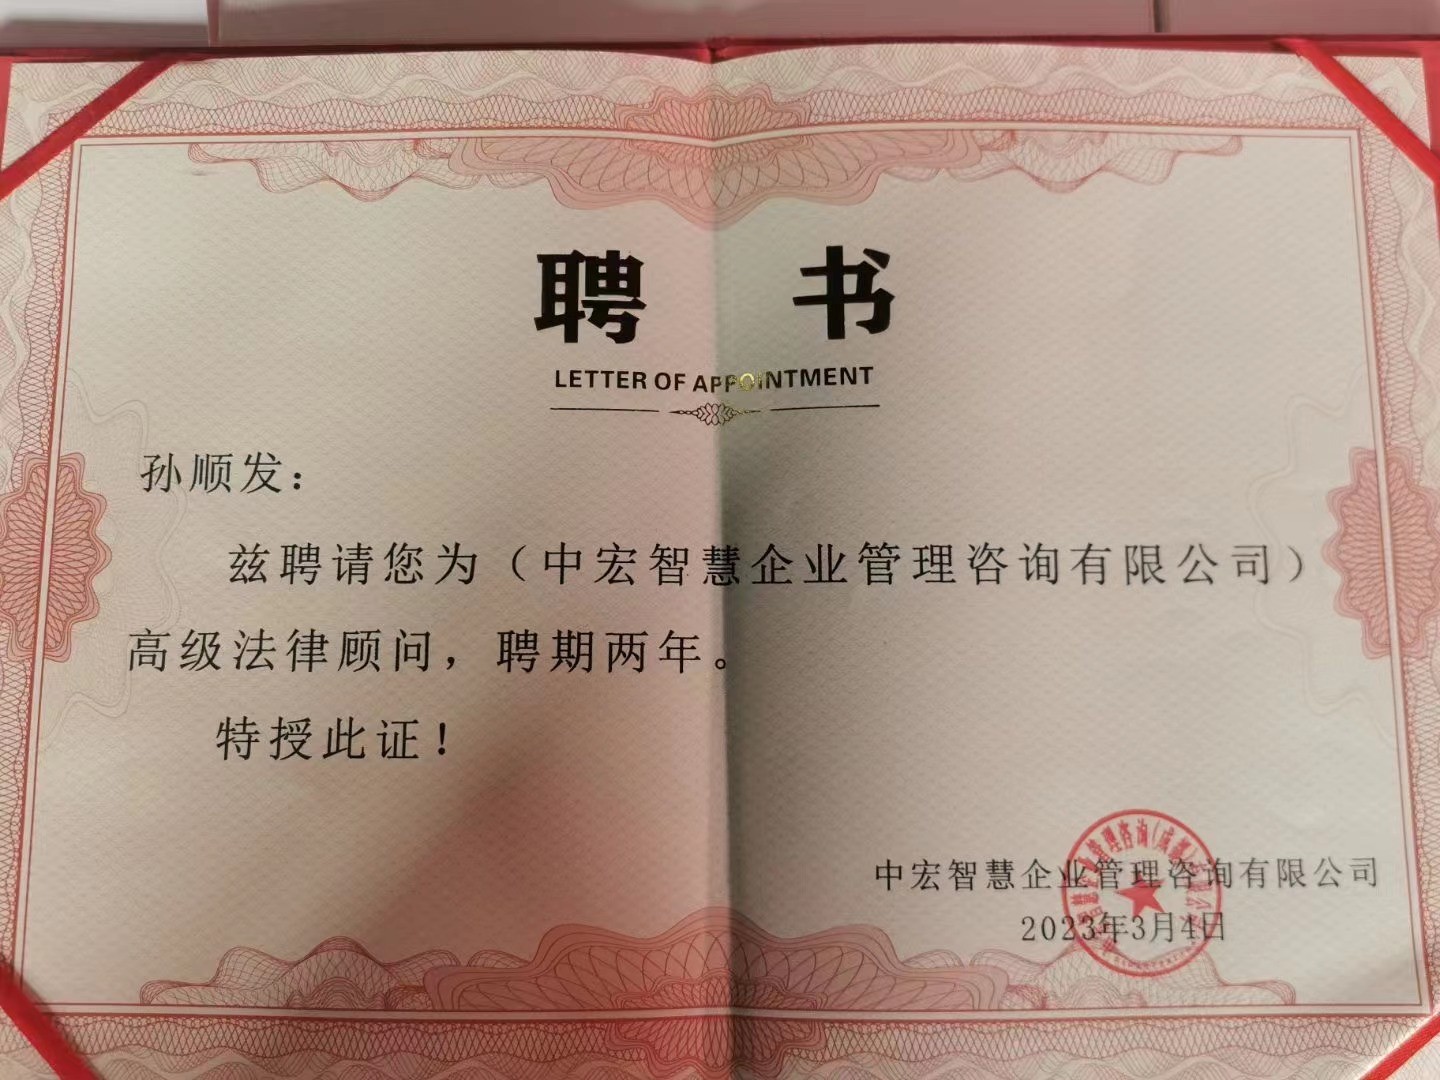 聘书
LETTER OF APPOINTMENT
孙顺发：
兹聘请您为（中宏智慧企业管理咨询有限公司）
高级法律顾问，聘期两年。
特授此证！
中宏智慧企业管理咨询有限公司
2023年3月4日